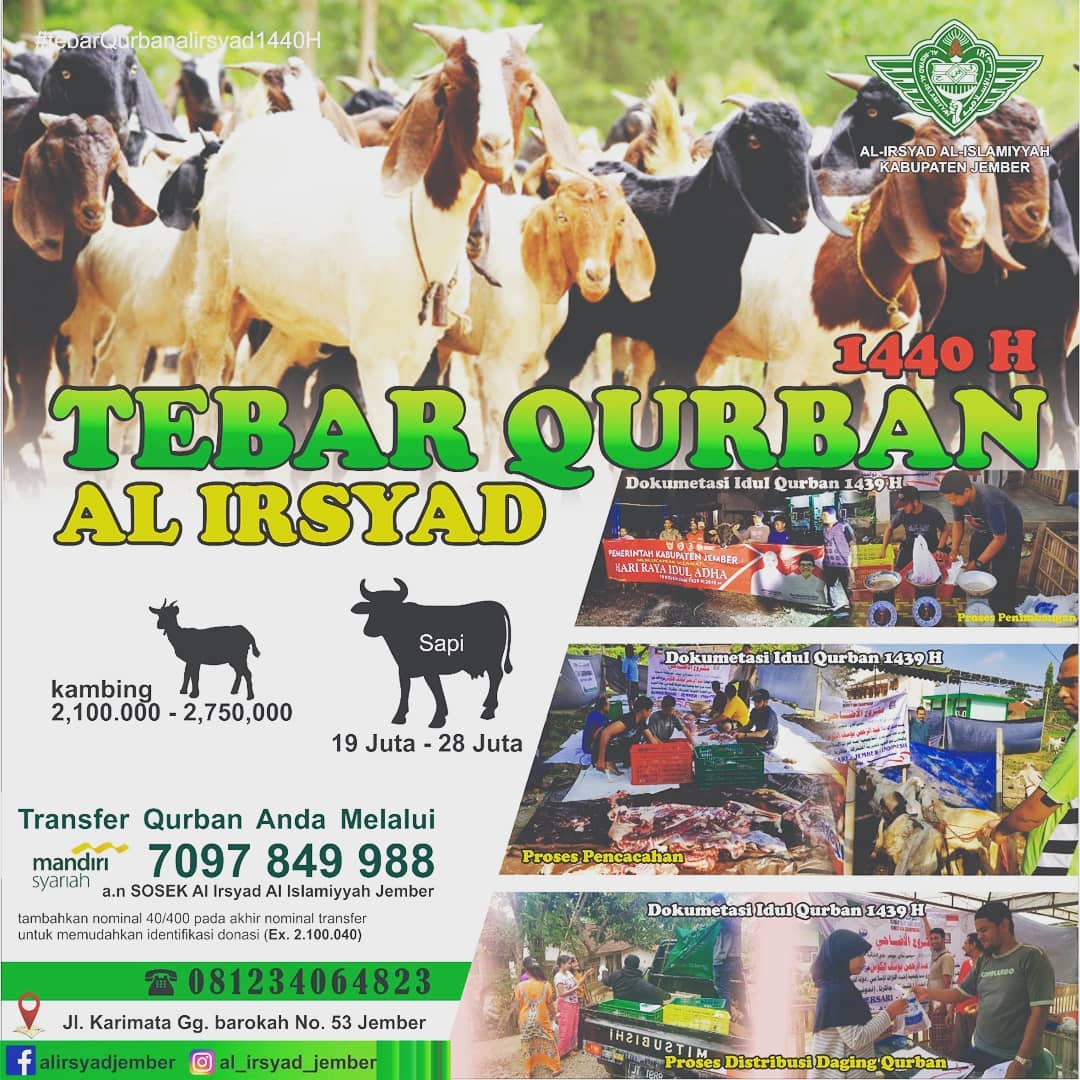 #tebarQurbanalirsyad1440H
AL-IRSYAD AL-ISLAMIYYAH
KABUPATEN JEMBER
1440 H
TEBAR QURBAN
AL IRSYAD
Dokumetasi Idul Qurban 1439 H
PEMERINTAH KABUPATEN JEMBER
HARI RAYA IDUL ADHA
Proses Penimbangan
kambing
2,100.000 - 2,750,000
Sapi
19 Juta - 28 Juta
Dokumetasi Idul Qurban 1439 H
Proses Pencacahan
Transfer Qurban Anda Melalui
mandiri
syariah
7097 849 988
a.n SOSEK Al Irsyad Al Islamiyyah Jember
tambahkan nominal 40/400 pada akhir nominal transfer
untuk memudahkan identifikasi donasi (Ex. 2.100.040)
Dokumetasi Idul Qurban 1439 H
COMMANDO
MITSUBISHI
Proses Distribusi Daging Qurban
081234064823
Jl. Karimata Gg. barokah No. 53 Jember
alirsyadjember
al_irsyad_jember